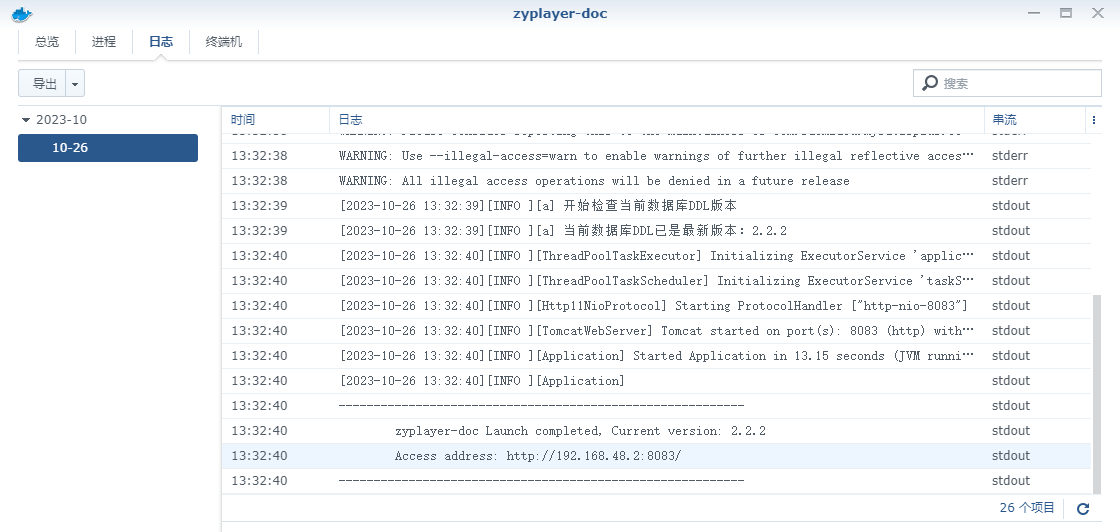 zyplayer-doc
总览 进程 日志 终端机
导出 搜索
2023-10
10-26
时间 日志 串流
13:32:38 WARNING: Use --illegal-access=warn to enable warnings of further illegal reflective acces··· stderr
13:32:38 WARNING: All illegal access operations will be denied in a future release stderr
13:32:39 [2023-10-26 13:32:39][INFO ][a] 开始检查当前数据库DDL版本 stdout
13:32:39 [2023-10-26 13:32:39][INFO ][a] 当前数据库DDL已是最新版本：2.2.2 stdout
13:32:40 [2023-10-26 13:32:40][INFO ][ThreadPoolTaskExecutor] Initializing ExecutorService 'applic··· stdout
13:32:40 [2023-10-26 13:32:40][INFO ][ThreadPoolTaskScheduler] Initializing ExecutorService 'taskS··· stdout
13:32:40 [2023-10-26 13:32:40][INFO ][Http11NioProtocol] Starting ProtocolHandler ["http-nio-8083"] stdout
13:32:40 [2023-10-26 13:32:40][INFO ][TomcatWebServer] Tomcat started on port(s): 8083 (http) with··· stdout
13:32:40 [2023-10-26 13:32:40][INFO ][Application] Started Application in 13.15 seconds (JVM runni··· stdout
13:32:40 [2023-10-26 13:32:40][INFO ][Application] stdout
13:32:40 ---------------------------------------------------------- stdout
13:32:40 zyplayer-doc Launch completed, Current version: 2.2.2 stdout
13:32:40 Access address: http://192.168.48.2:8083/ stdout
13:32:40 ---------------------------------------------------------- stdout
26 个项目